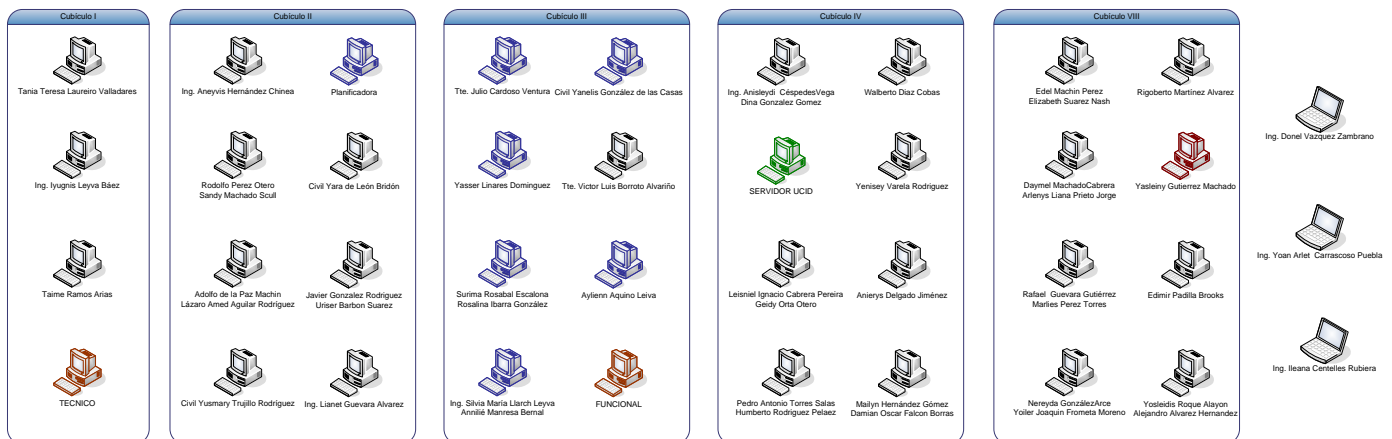 Cubículo I
Tania Teresa Laureiro Valladares
Ing. Iyugnis Leyva Báez
Taime Ramos Arias
TECNICO
Cubículo II
Ing. Aneyvis Hernández Chinea
Planificadora
Rodolfo Perez Otero
Sandy Machado Scull
Civil Yara de León Bridón
Adolfo de la Paz Machin
Lázaro Amed Aguilar Rodríguez
Javier Gonzalez Rodriguez
Uriser Barbon Suarez
Civil Yusmary Trujillo Rodríguez
Ing. Lianet Guevara Alvarez
Cubículo III
Tte. Julio Cardoso Ventura
Civil Yanelis González de las Casas
Yasser Linares Dominguez
Tte. Victor Luis Borroto Alvariño
Surima Rosabal Escalona
Rosalina Ibarra González
Aylienn Aquino Leiva
Ing. Silvia María Llarch Leyva
Annilié Manresa Bernal
FUNCIONAL
Cubículo IV
Ing. Anisleydi CéspedesVega
Dina Gonzalez Gomez
Walberto Diaz Cobas
SERVIDOR UCID
Yenisey Varela Rodriguez
Leisniel Ignacio Cabrera Pereira
Geidy Orta Otero
Anierys Delgado Jiménez
Pedro Antonio Torres Salas
Humberto Rodriguez Pelaez
Mailyn Hernández Gómez
Damian Oscar Falcon Borras
Cubículo VIII
Edel Machin Perez
Elizabeth Suarez Nash
Rigoberto Martínez Alvarez
Daymel MachadoCabrera
Arlenys Liana Prieto Jorge
Yasleiny Gutierrez Machado
Rafael Guevara Gutiérrez
Marlies Perez Torres
Edimir Padilla Brooks
Nereyda GonzálezArce
Yoiler Joaquin Frometa Moreno
Yosleidis Roque Alayon
Alejandro Alvarez Hernandez
Ing. Donel Vazquez Zambrano
Ing. Yoan Arlet Carrascoso Puebla
Ing. Ileana Centelles Rubiera